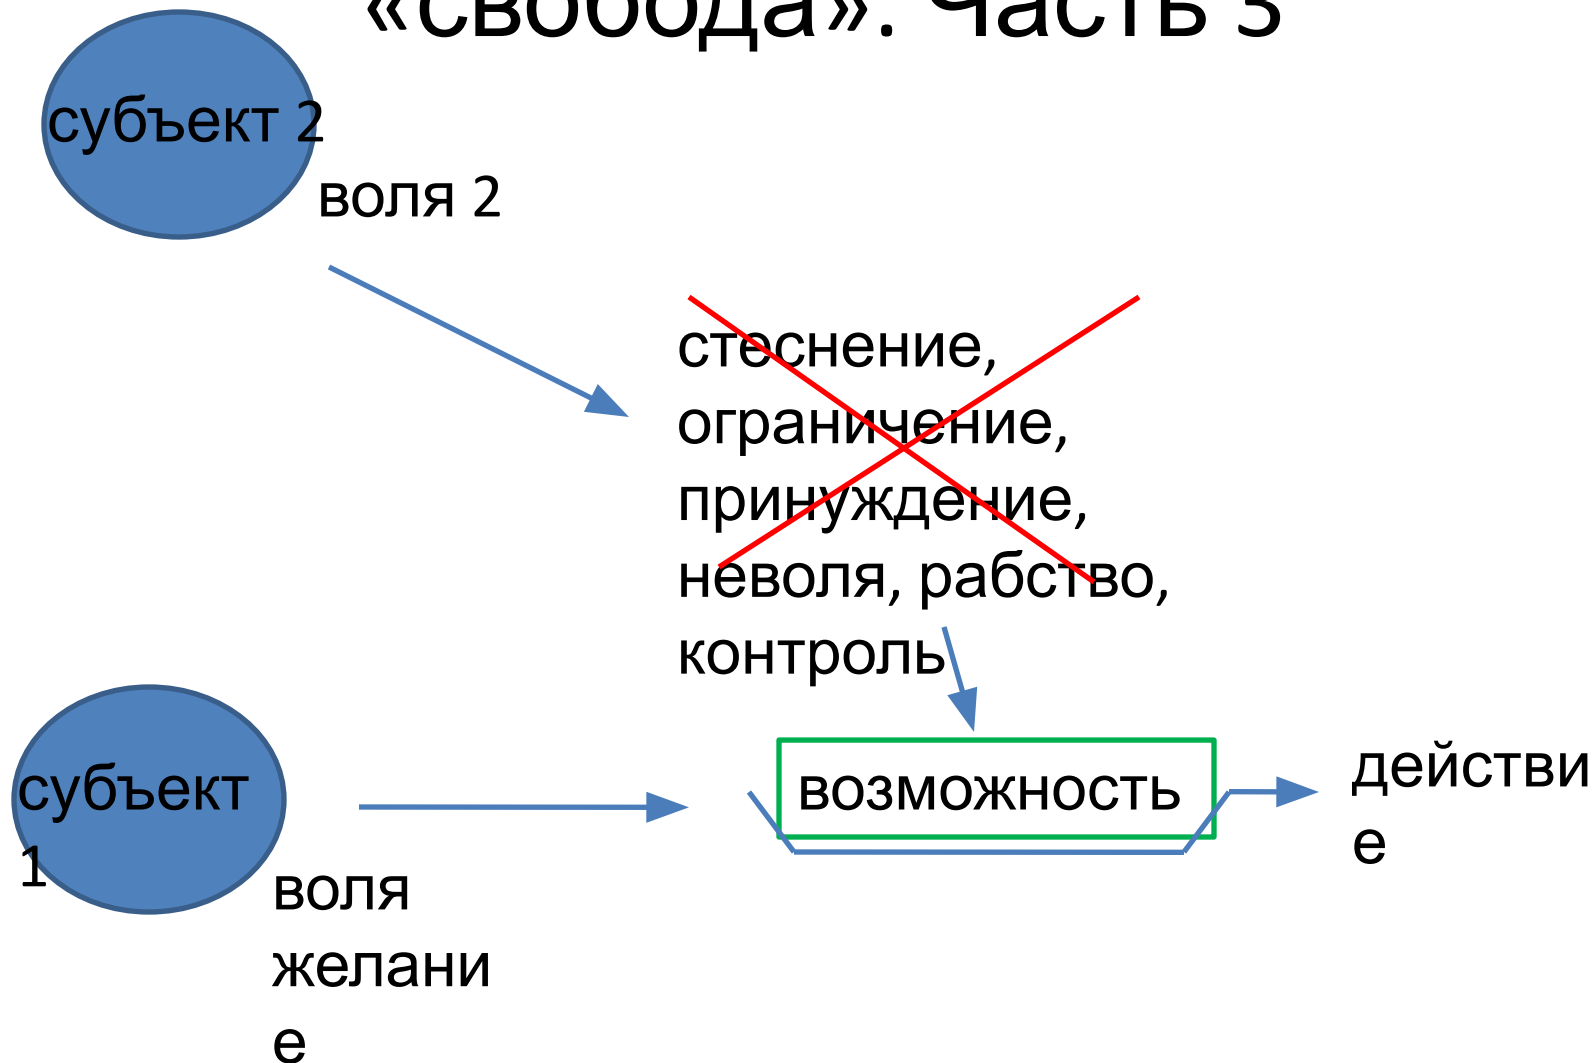 «свобода». Часть 3
субъект 2
воля 2
стеснение,
ограничение,
принуждение,
неволя, рабство,
контроль
возможность
действи
е
субъект
1
воля
желани
е